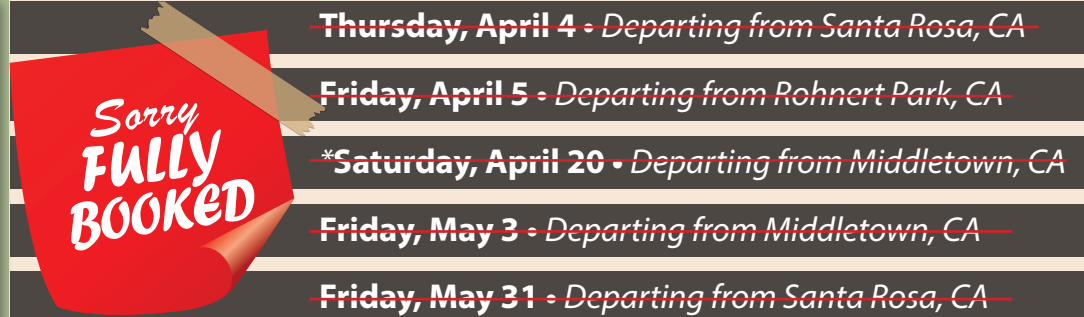 Thursday, April 4 • Departing from Santa Rosa, CA
Friday, April 5 • Departing from Rohnert Park, CA
*Saturday, April 20 • Departing from Middletown, CA
Friday, May 3 • Departing from Middletown, CA
Friday, May 31 • Departing from Santa Rosa, CA
Sorry
FULLY
BOOKED